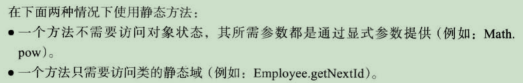 在下面两种情况下使用静态方法：
● 一个方法不需要访问对象状态，其所需参数都是通过显式参数提供（例如：Math.
pow）。
● 一个方法只需要访问类的静态域（例如：Employee.getNextId）。